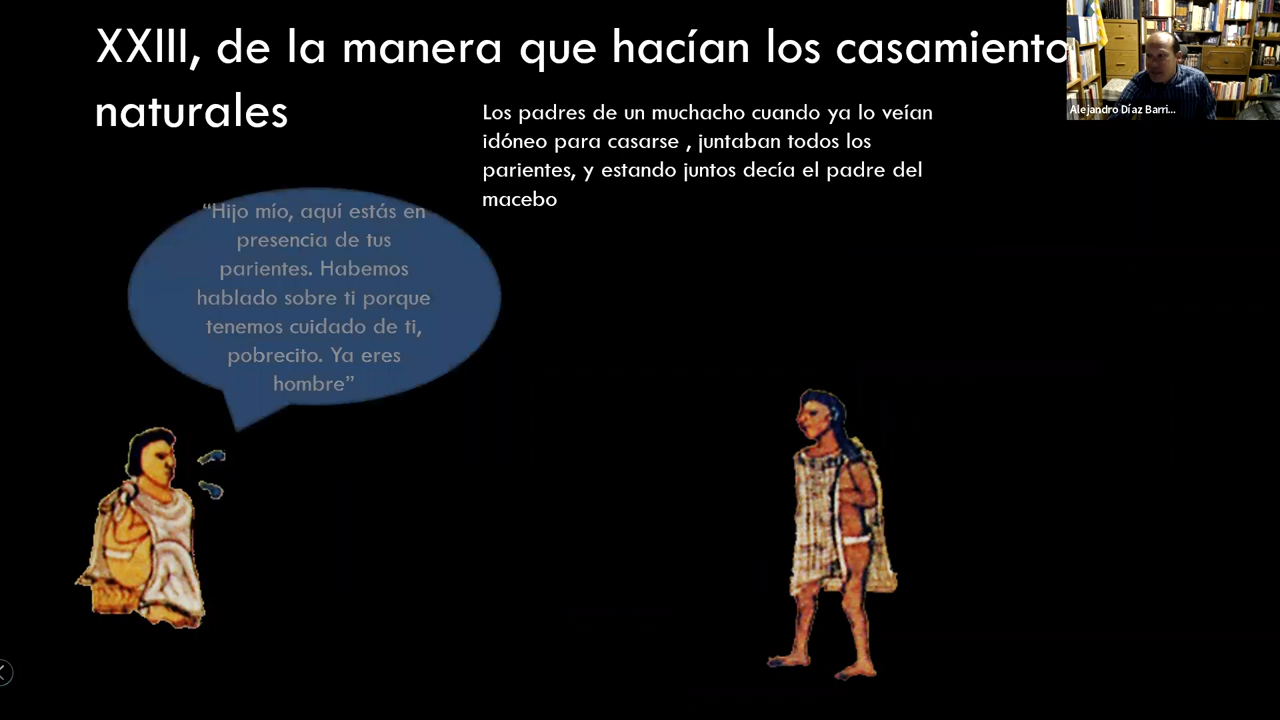 XXIII, de la manera que hacían los casamiento
naturales
Los padres de un muchacho cuando ya lo veían
idóneo para casarse , juntaban todos los
parientes, y estando juntos decía el padre del
macebo
“Hijo mío, aquí estás en
presencia de tus
parientes. Habemos
hablado sobre ti porque
tenemos cuidado de ti,
pobrecito. Ya eres
hombre”
Alejandro Díaz Barri...